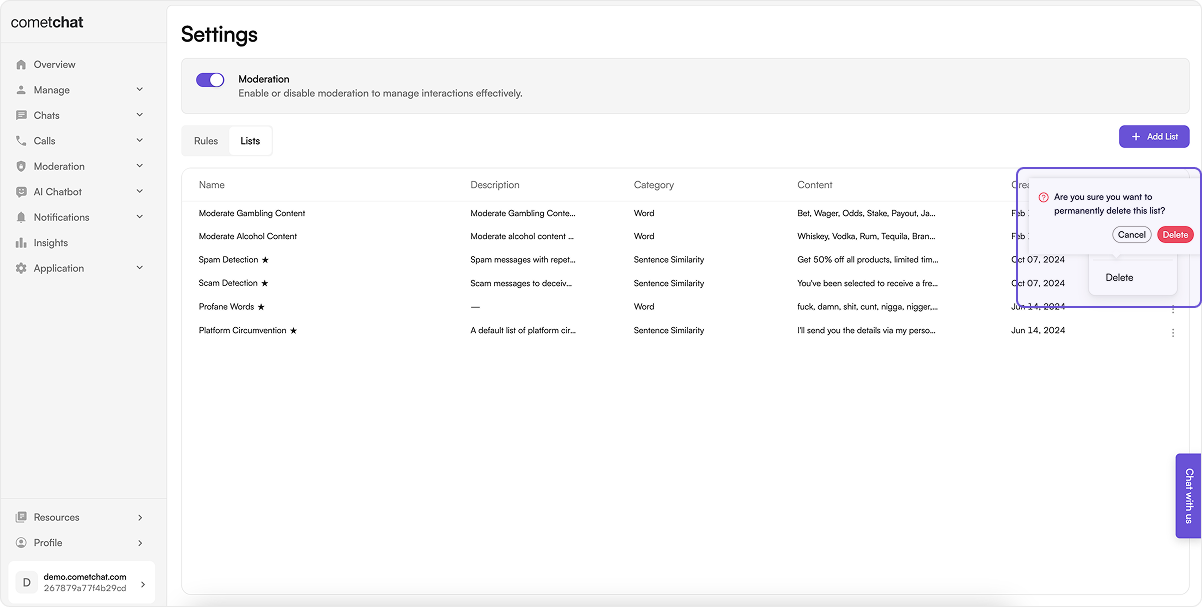 cometchat
Settings
Overview
Manage
Chats
Calls
Moderation
AI Chatbot
Notifications
Insights
Application
Moderation
Enable or disable moderation to manage interactions effectively.
Rules Lists
+ Add List
Name Description Category Content
Moderate Gambling Content Moderate Gambling Conte... Word Bet, Wager, Odds, Stake, Payout, Ja... Feb
Moderate Alcohol Content Moderate alcohol content ... Word Whiskey, Vodka, Rum, Tequila, Bran... Feb
Spam Detection ★ Spam messages with repet... Sentence Similarity Get 50% off all products, limited tim... Oct 07, 2024
Scam Detection ★ Scam messages to deceiv... Sentence Similarity You've been selected to receive a fre... Oct 07, 2024
Profane Words ★ — Word fuck, damn, shit, cunt, nigga, nigger,... Jun 14, 2024
Platform Circumvention ★ A default list of platform cir... Sentence Similarity I'll send you the details via my perso... Jun 14, 2024
Are you sure you want to
permanently delete this list?
Cancel Delete
Delete
Chat with us
Resources
Profile
D demo.cometchat.com
267879a77f4b29cd